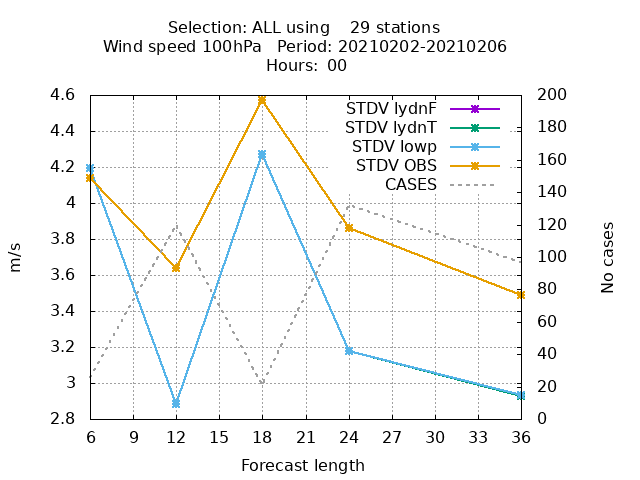 Selection: ALL using    29 stations
Wind speed 100hPa   Period: 20210202-20210206
Hours: 00
STDV lydnF
STDV lydnT
STDV lowp
STDV OBS
CASES
4.6
4.4
4.2
4
3.8
3.6
3.4
3.2
3
2.8
m/s
200
180
160
140
120
100
80
60
40
20
0
No cases
6 9 12 15 18 21 24 27 30 33 36
Forecast length